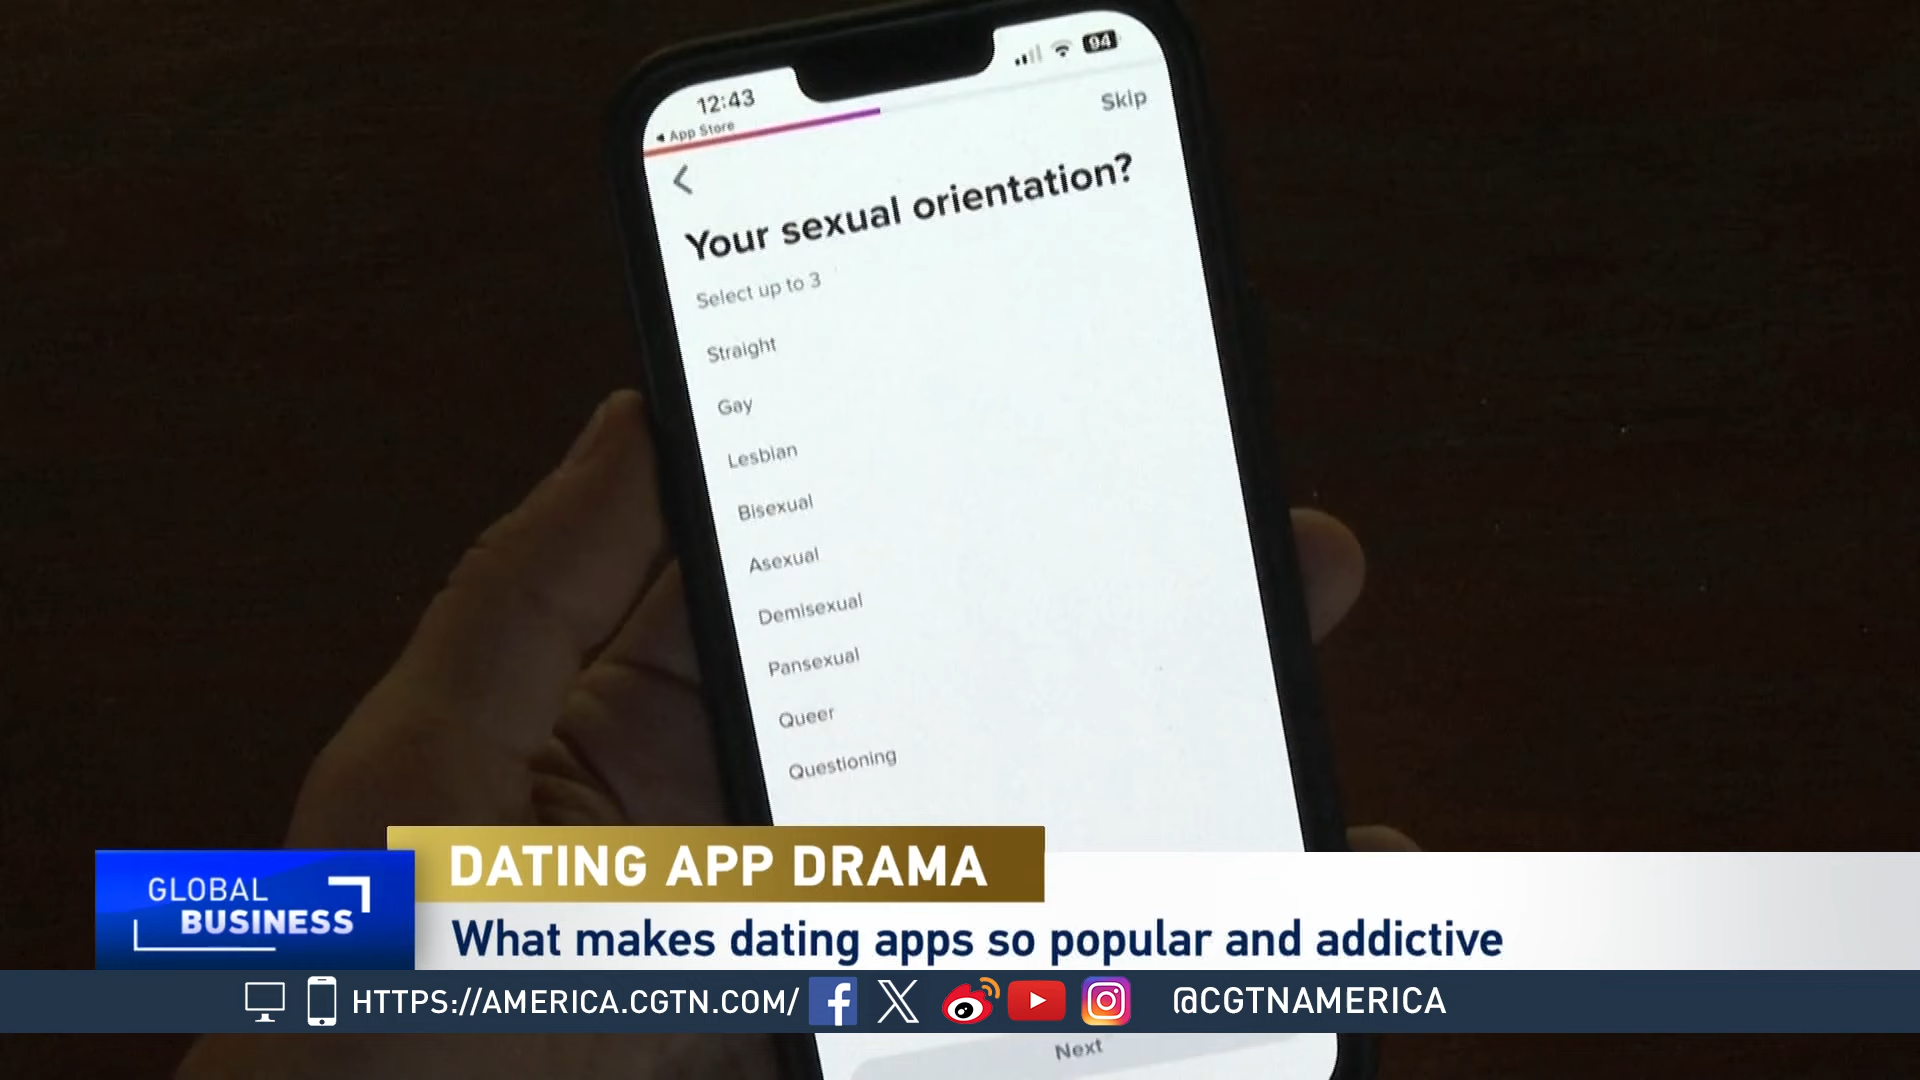 12:43
94
App Store
Skip
Your sexual orientation?
Select up to 3
Straight
Gay
Lesbian
Bisexual
Asexual
Demisexual
Pansexual
Queer
Questioning
DATING APP DRAMA
GLOBAL
BUSINESS
What makes dating apps so popular and addictive
HTTPS://AMERICA.CGTN.COM/
@CGTNAMERICA
Next